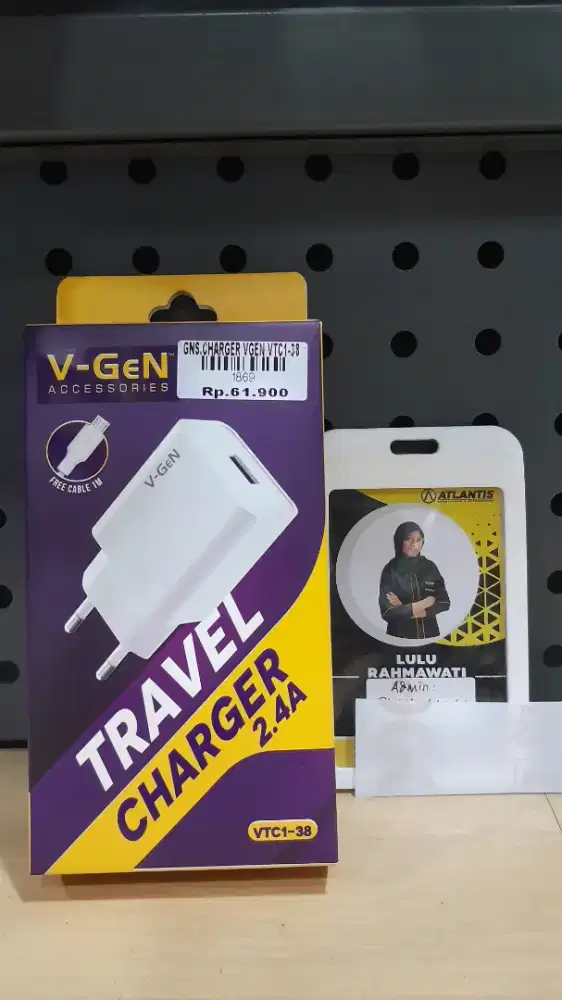 V-GeN™
ACCESSORIES
GNS.CHARGER VGEN VTC1-38
1869
Rp.61.900
FREE CABLE 1M
V-GeN
TRAVEL
CHARGER
2.4A
VTC1-38
ATLANTIS
LULU
RAHMAWATI
Admin :